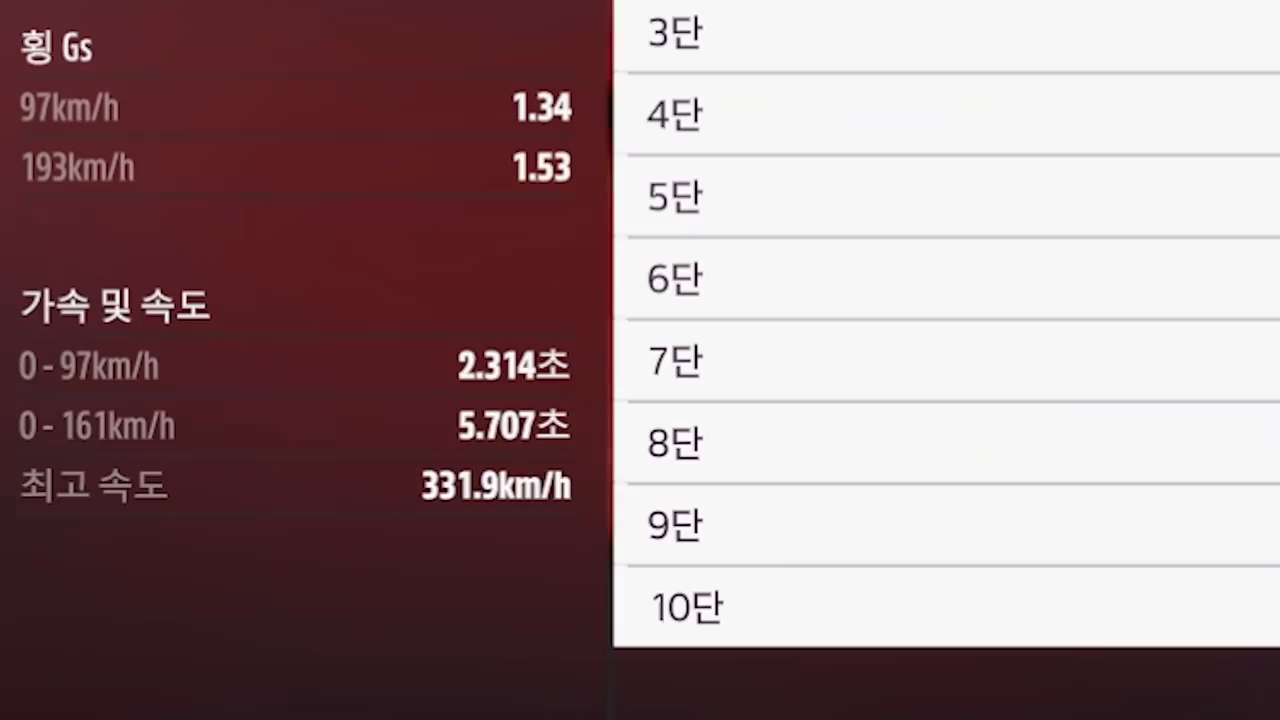 횡 Gs
97km/h 1.34
193km/h 1.53
가속 및 속도
0 - 97km/h 2.314초
0 - 161km/h 5.707초
최고 속도 331.9km/h
3단
4단
5단
6단
7단
8단
9단
10단